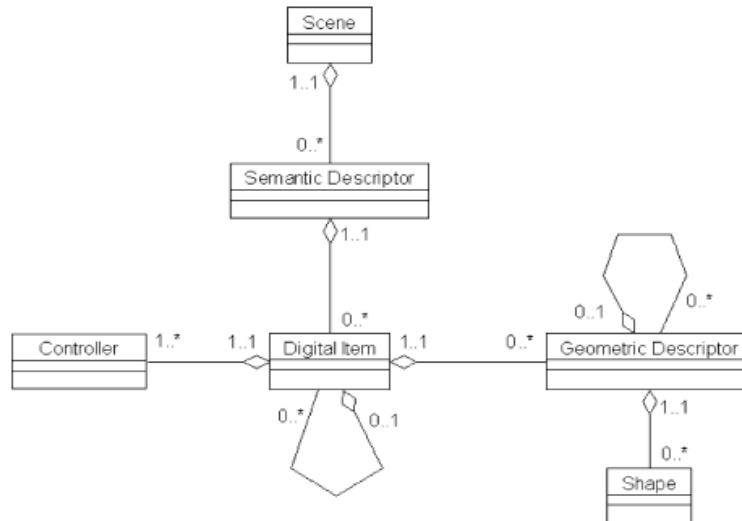 Scene
1..1
0..*
Semantic Descriptor
1..1
0..*
0..1
0..*
Controller
1..*
1..1
Digital Item
1..1
0..*
Geometric Descriptor
0..*
0..1
1..1
0..*
Shape